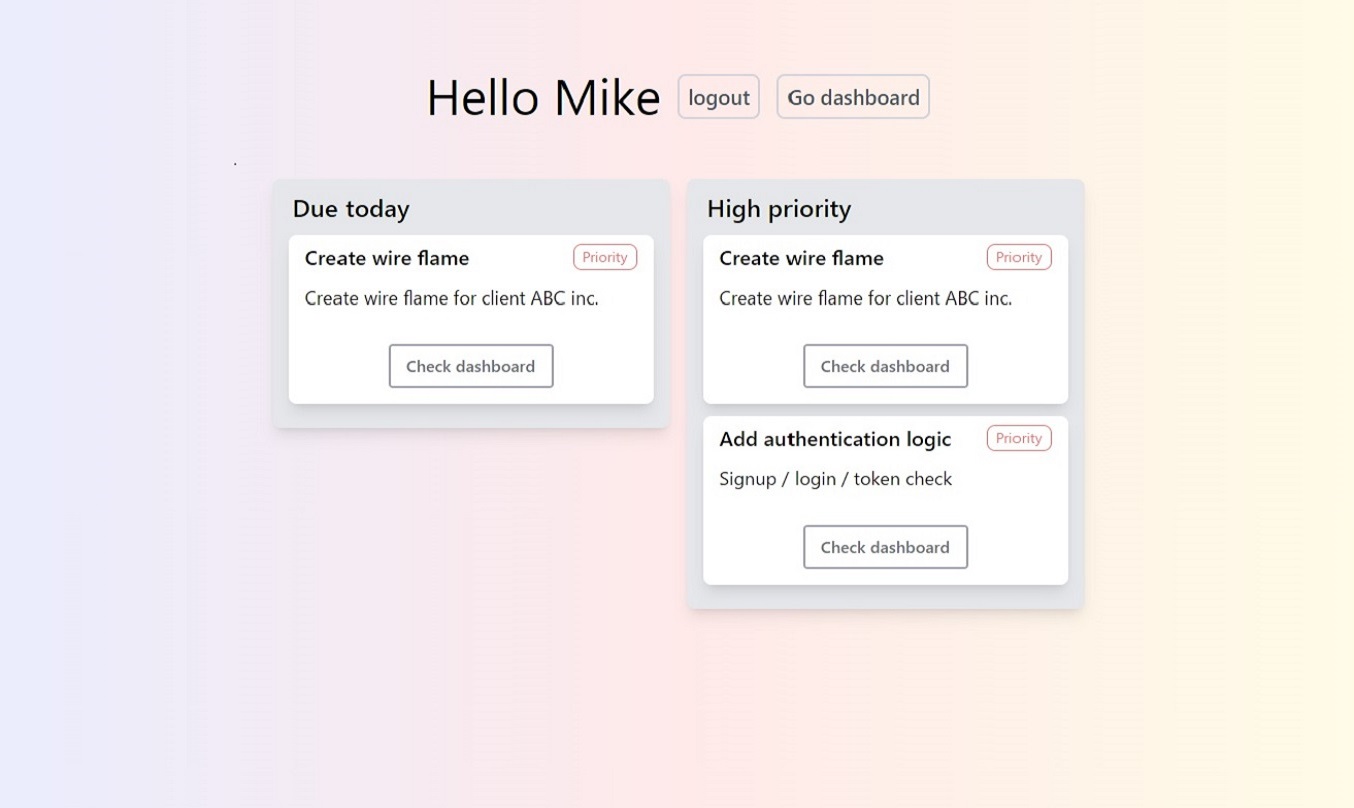 Hello Mike logout Go dashboard
Due today
Create wire flame Priority
Create wire flame for client ABC inc.
Check dashboard
High priority
Create wire flame Priority
Create wire flame for client ABC inc.
Check dashboard
Add authentication logic Priority
Signup / login / token check
Check dashboard